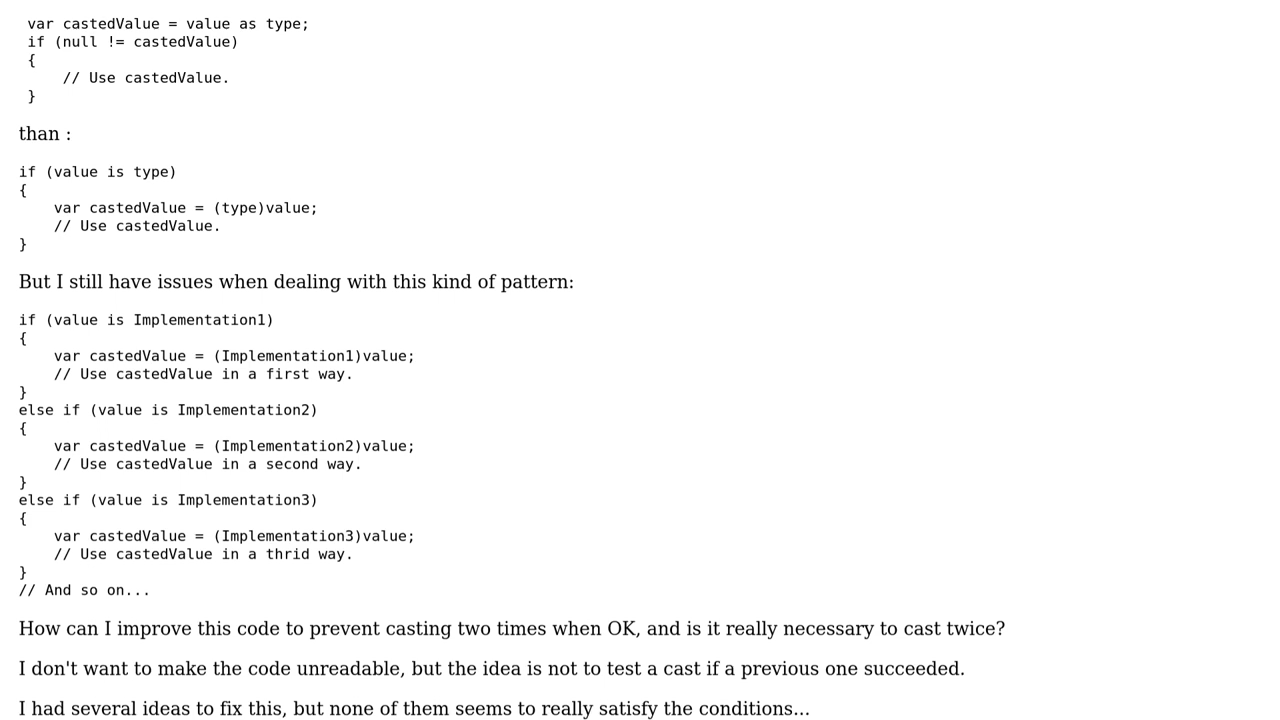 var castedValue = value as type;
if (null != castedValue)
{
    // Use castedValue.
}
than :
if (value is type)
{
    var castedValue = (type)value;
    // Use castedValue.
}
But I still have issues when dealing with this kind of pattern:
if (value is Implementation1)
{
    var castedValue = (Implementation1)value;
    // Use castedValue in a first way.
}
else if (value is Implementation2)
{
    var castedValue = (Implementation2)value;
    // Use castedValue in a second way.
}
else if (value is Implementation3)
{
    var castedValue = (Implementation3)value;
    // Use castedValue in a thrid way.
}
// And so on...
How can I improve this code to prevent casting two times when OK, and is it really necessary to cast twice?
I don't want to make the code unreadable, but the idea is not to test a cast if a previous one succeeded.
I had several ideas to fix this, but none of them seems to really satisfy the conditions...